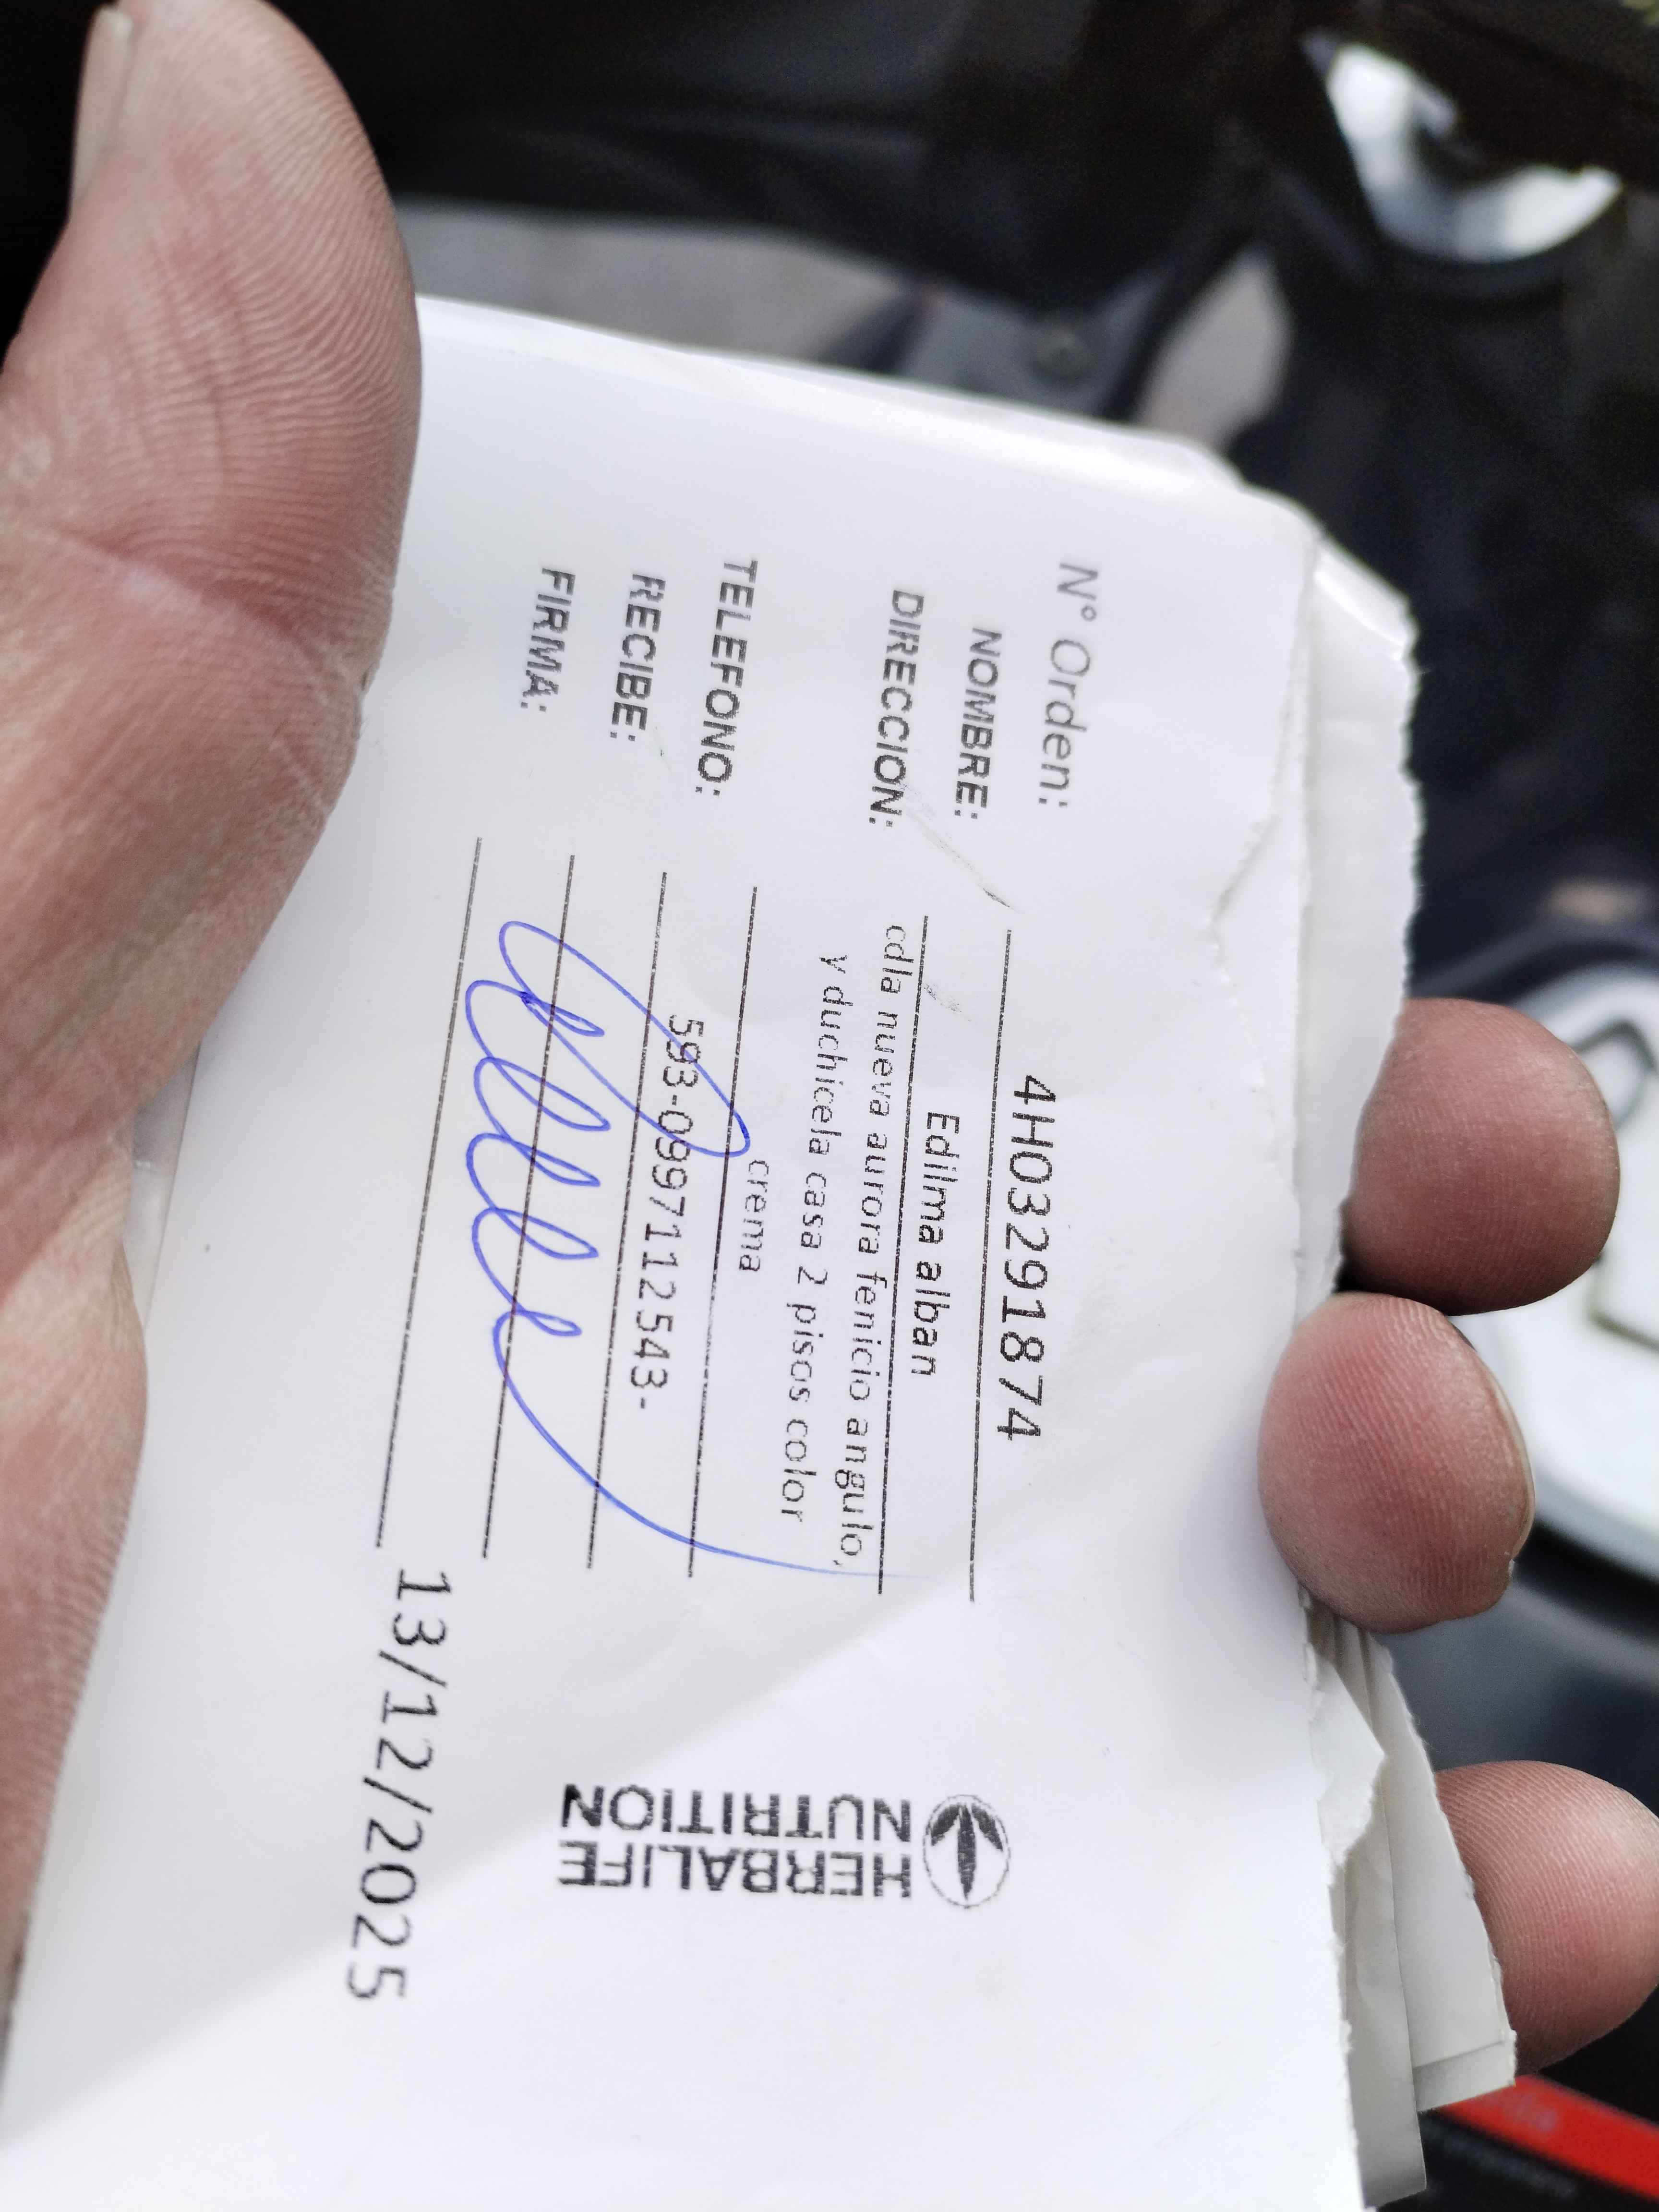 N° Orden: 4H03291874
NOMBRE: Edilma alban
DIRECCION: cdla nueva aurora fenicio angulo,
y duchicela casa 2 pisos color
crema
TELEFONO: 593-0997112543-
RECIBE:
FIRMA:
13/12/2025
HERBALIFE
NUTRITION